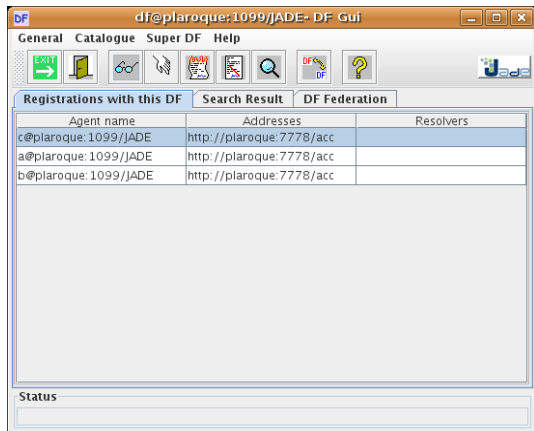 DF df@plaroque:1099/JADE- DF Gui
General Catalogue Super DF Help
EXIT DF DF ? Jade
Registrations with this DF Search Result DF Federation
Agent name Addresses Resolvers
c@plaroque:1099/JADE http://plaroque:7778/acc
a@plaroque:1099/JADE http://plaroque:7778/acc
b@plaroque:1099/JADE http://plaroque:7778/acc
Status